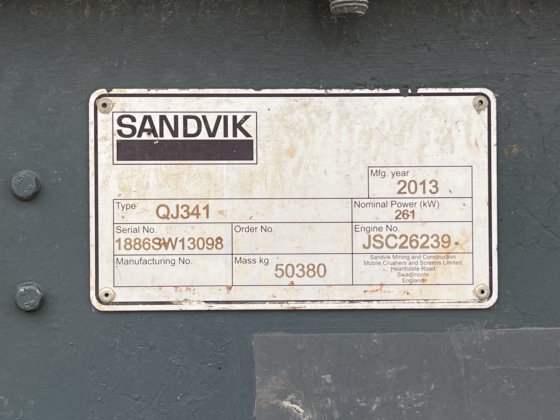 SANDVIK
Mfg. year
2013
Type QJ341
Nominal Power (kW)
261
Serial No.
1886SW13098
Order No.
Engine No.
JSC26239
Manufacturing No.
Mass kg
50380
Sandvik Mining and Construction
Mobile Crushers and Screens Limited
Hearthcote Road
Swadlincote
England